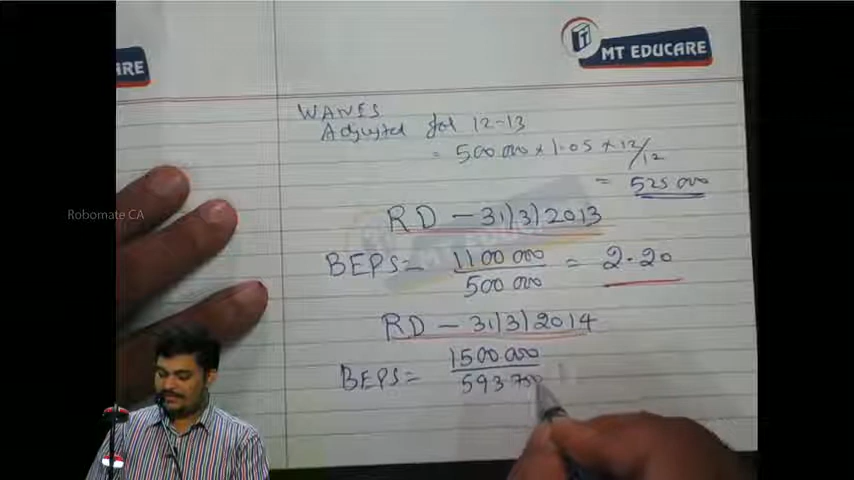 ARE
MT EDUCARE
WANES
Adjusted for 12-13
= 500 000 × 1.05 × 12/12
= 525 000
Robomate CA
RD - 31/3/2013
BEPS = 1100 000 / 500 000 = 2.20
RD - 31/3/2014
BEPS = 1500 000 / 593 750